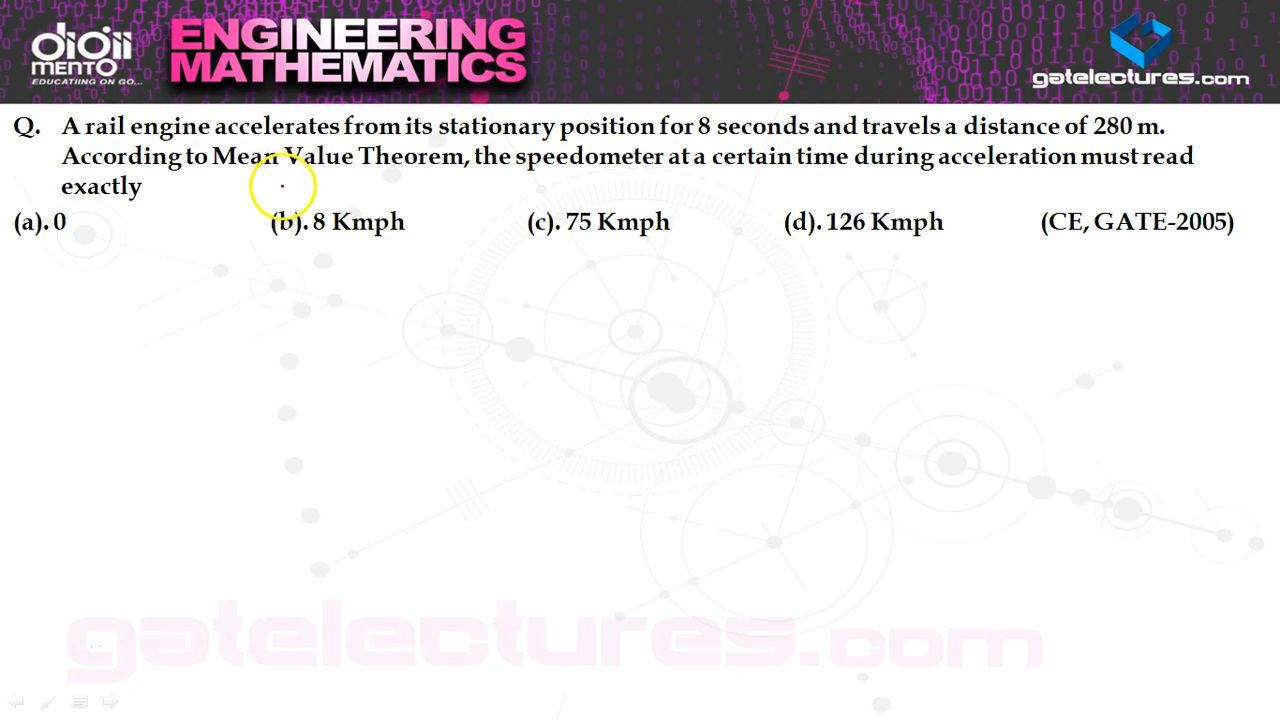 diqii
MENTO
EDUCATIING ON GO...
ENGINEERING
MATHEMATICS
gatelectures.com
Q. A rail engine accelerates from its stationary position for 8 seconds and travels a distance of 280 m.
According to Mean Value Theorem, the speedometer at a certain time during acceleration must read
exactly
(a). 0 (b). 8 Kmph (c). 75 Kmph (d). 126 Kmph (CE, GATE-2005)
gatelectures.com